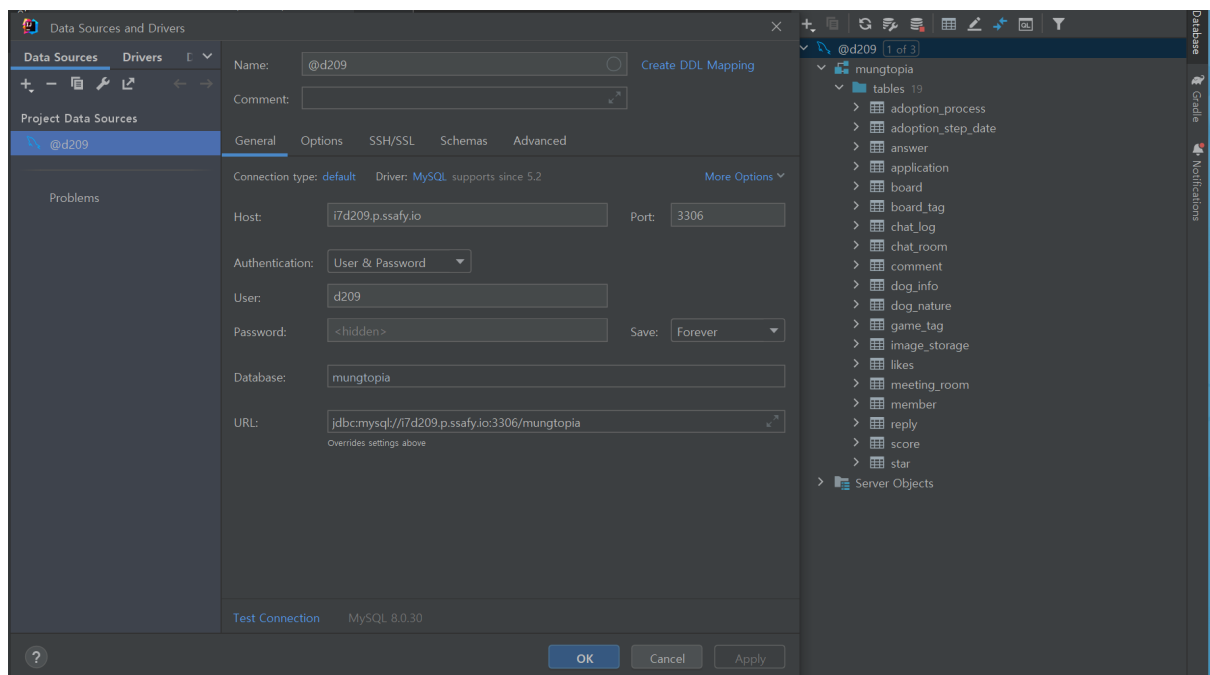 Data Sources and Drivers
Data Sources Drivers D
Project Data Sources
@d209
Problems
Name: @d209 Create DDL Mapping
Comment:
General Options SSH/SSL Schemas Advanced
Connection type: default Driver: MySQL supports since 5.2 More Options
Host: i7d209.p.ssafy.io Port: 3306
Authentication: User & Password
User: d209
Password: <hidden> Save: Forever
Database: mungtopia
URL: jdbc:mysql://i7d209.p.ssafy.io:3306/mungtopia
Overrides settings above
Test Connection MySQL 8.0.30
?
OK Cancel Apply
QL
@d209 1 of 3
mungtopia
tables 19
adoption_process
adoption_step_date
answer
application
board
board_tag
chat_log
chat_room
comment
dog_info
dog_nature
game_tag
image_storage
likes
meeting_room
member
reply
score
star
Server Objects
Database
Gradle
Notifications